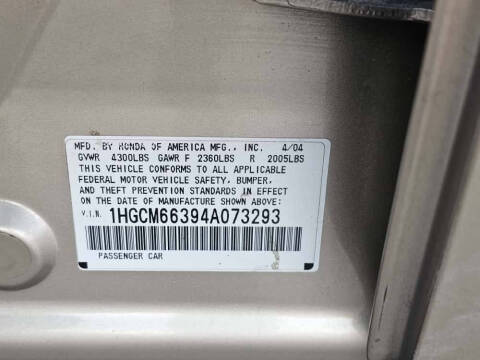 MFD. BY HONDA OF AMERICA MFG., INC. 4/04
GVWR 4300LBS GAWR F 2360LBS R 2005LBS
THIS VEHICLE CONFORMS TO ALL APPLICABLE
FEDERAL MOTOR VEHICLE SAFETY, BUMPER,
AND THEFT PREVENTION STANDARDS IN EFFECT
ON THE DATE OF MANUFACTURE SHOWN ABOVE:
V.I.N. 1HGCM66394A073293
PASSENGER CAR